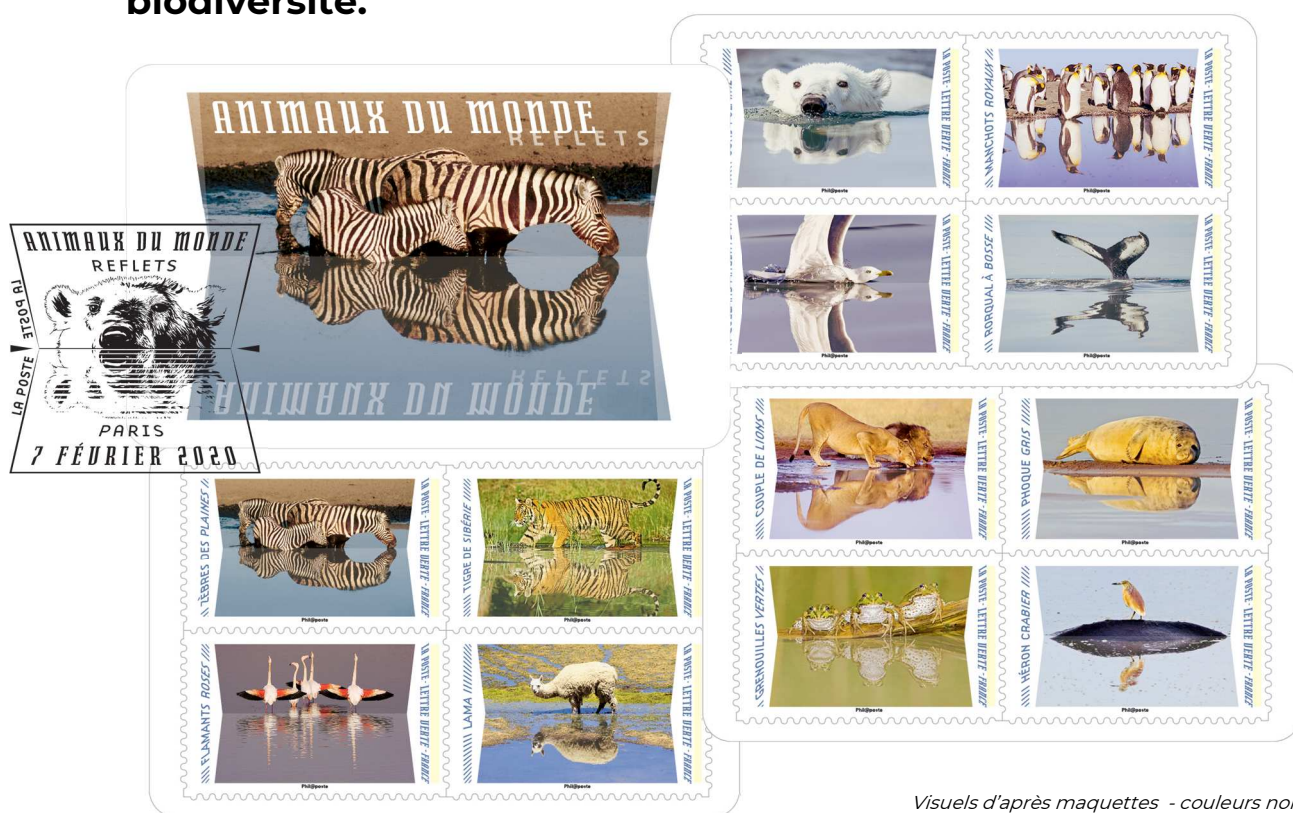 biodiversité.
ANIMAUX DU MONDE
REFLETS
REFLETS
ANIMAUX DU MONDE
ANIMAUX DU MONDE
REFLETS
LA POSTE
LA POSTE
PARIS
7 FÉVRIER 2020
LA POSTE - LETTRE VERTE - FRANCE
Phil@poste
MANCHOTS ROYAUX
LA POSTE - LETTRE VERTE - FRANCE
Phil@poste
LA POSTE - LETTRE VERTE - FRANCE
Phil@poste
RORQUAL À BOSSE
LA POSTE - LETTRE VERTE - FRANCE
Phil@poste
COUPLE DE LIONS
LA POSTE - LETTRE VERTE - FRANCE
Phil@poste
PHOQUE GRIS
LA POSTE - LETTRE VERTE - FRANCE
Phil@poste
GRENOUILLES VERTES
LA POSTE - LETTRE VERTE - FRANCE
Phil@poste
HÉRON CRABIER
LA POSTE - LETTRE VERTE - FRANCE
Phil@poste
ZÈBRES DES PLAINES
LA POSTE - LETTRE VERTE - FRANCE
Phil@poste
TIGRE DE SIBÉRIE
LA POSTE - LETTRE VERTE - FRANCE
Phil@poste
FLAMANTS ROSES
LA POSTE - LETTRE VERTE - FRANCE
Phil@poste
LAMA
LA POSTE - LETTRE VERTE - FRANCE
Phil@poste
Visuels d'après maquettes - couleurs non